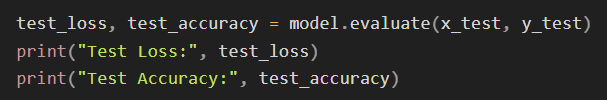 test_loss, test_accuracy = model.evaluate(x_test, y_test)
print("Test Loss:", test_loss)
print("Test Accuracy:", test_accuracy)